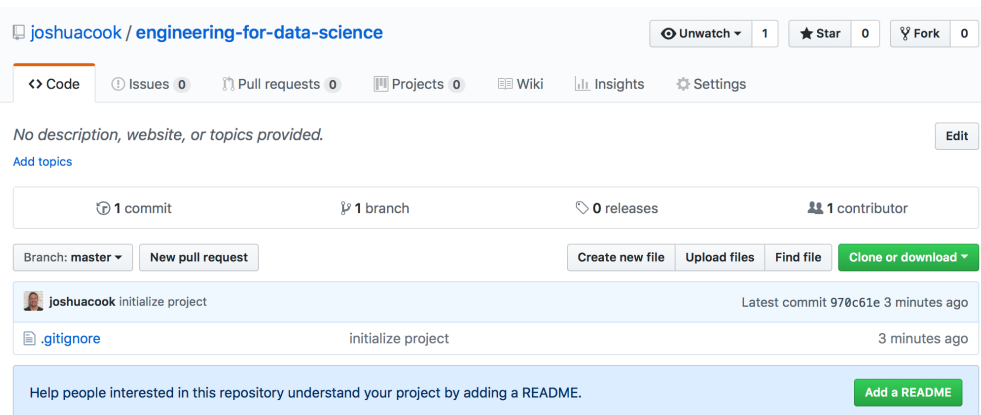 joshuacook / engineering-for-data-science
Unwatch 1 Star 0 Fork 0
Code Issues 0 Pull requests 0 Projects 0 Wiki Insights Settings
No description, website, or topics provided. Edit
Add topics
1 commit 1 branch 0 releases 1 contributor
Branch: master New pull request Create new file Upload files Find file Clone or download
joshuacook initialize project Latest commit 970c61e 3 minutes ago
.gitignore initialize project 3 minutes ago
Help people interested in this repository understand your project by adding a README. Add a README